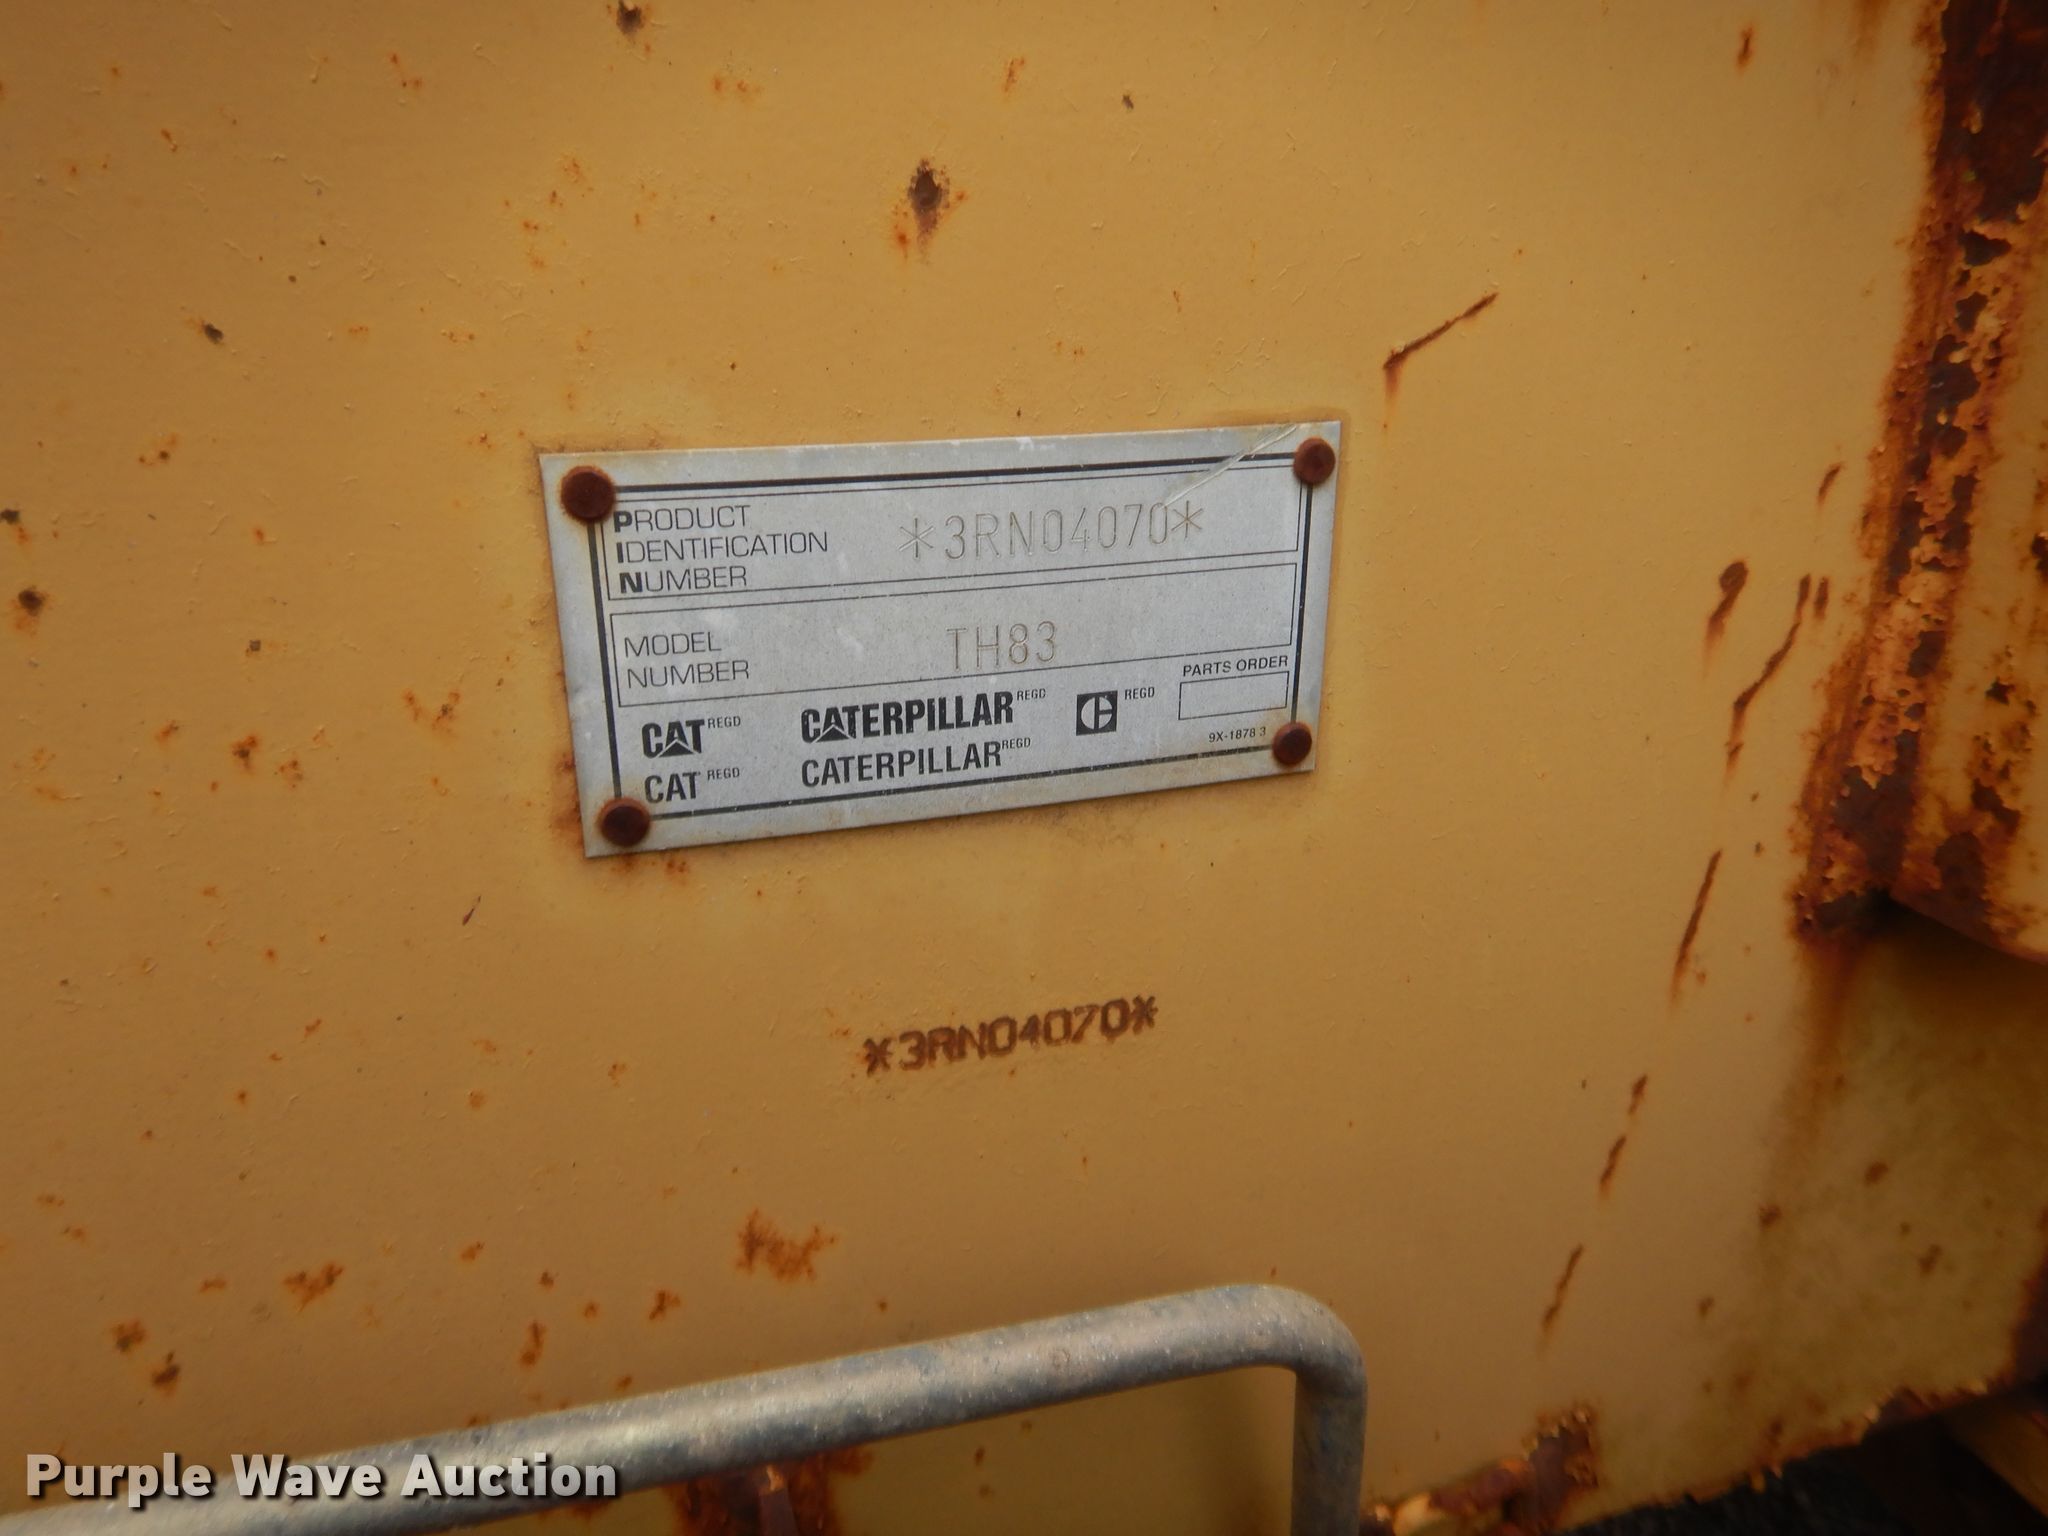 PRODUCT
IDENTIFICATION
NUMBER
*3RN04070*
MODEL
NUMBER
TH83
PARTS ORDER
CAT REGD
CATERPILLAR REGD
C REGD
9X-1878 3
CAT REGD
CATERPILLAR REGD
*3RN04070*
Purple Wave Auction